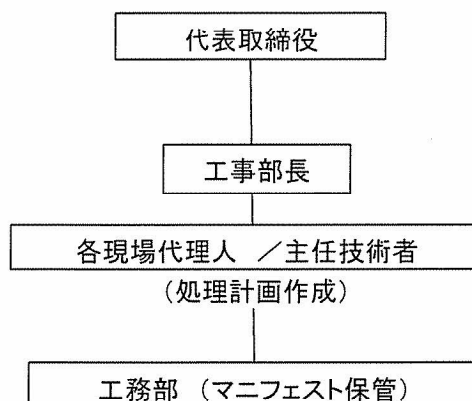 代表取締役
工事部長
各現場代理人 ／主任技術者
(処理計画作成)
工務部 (マニフェスト保管)